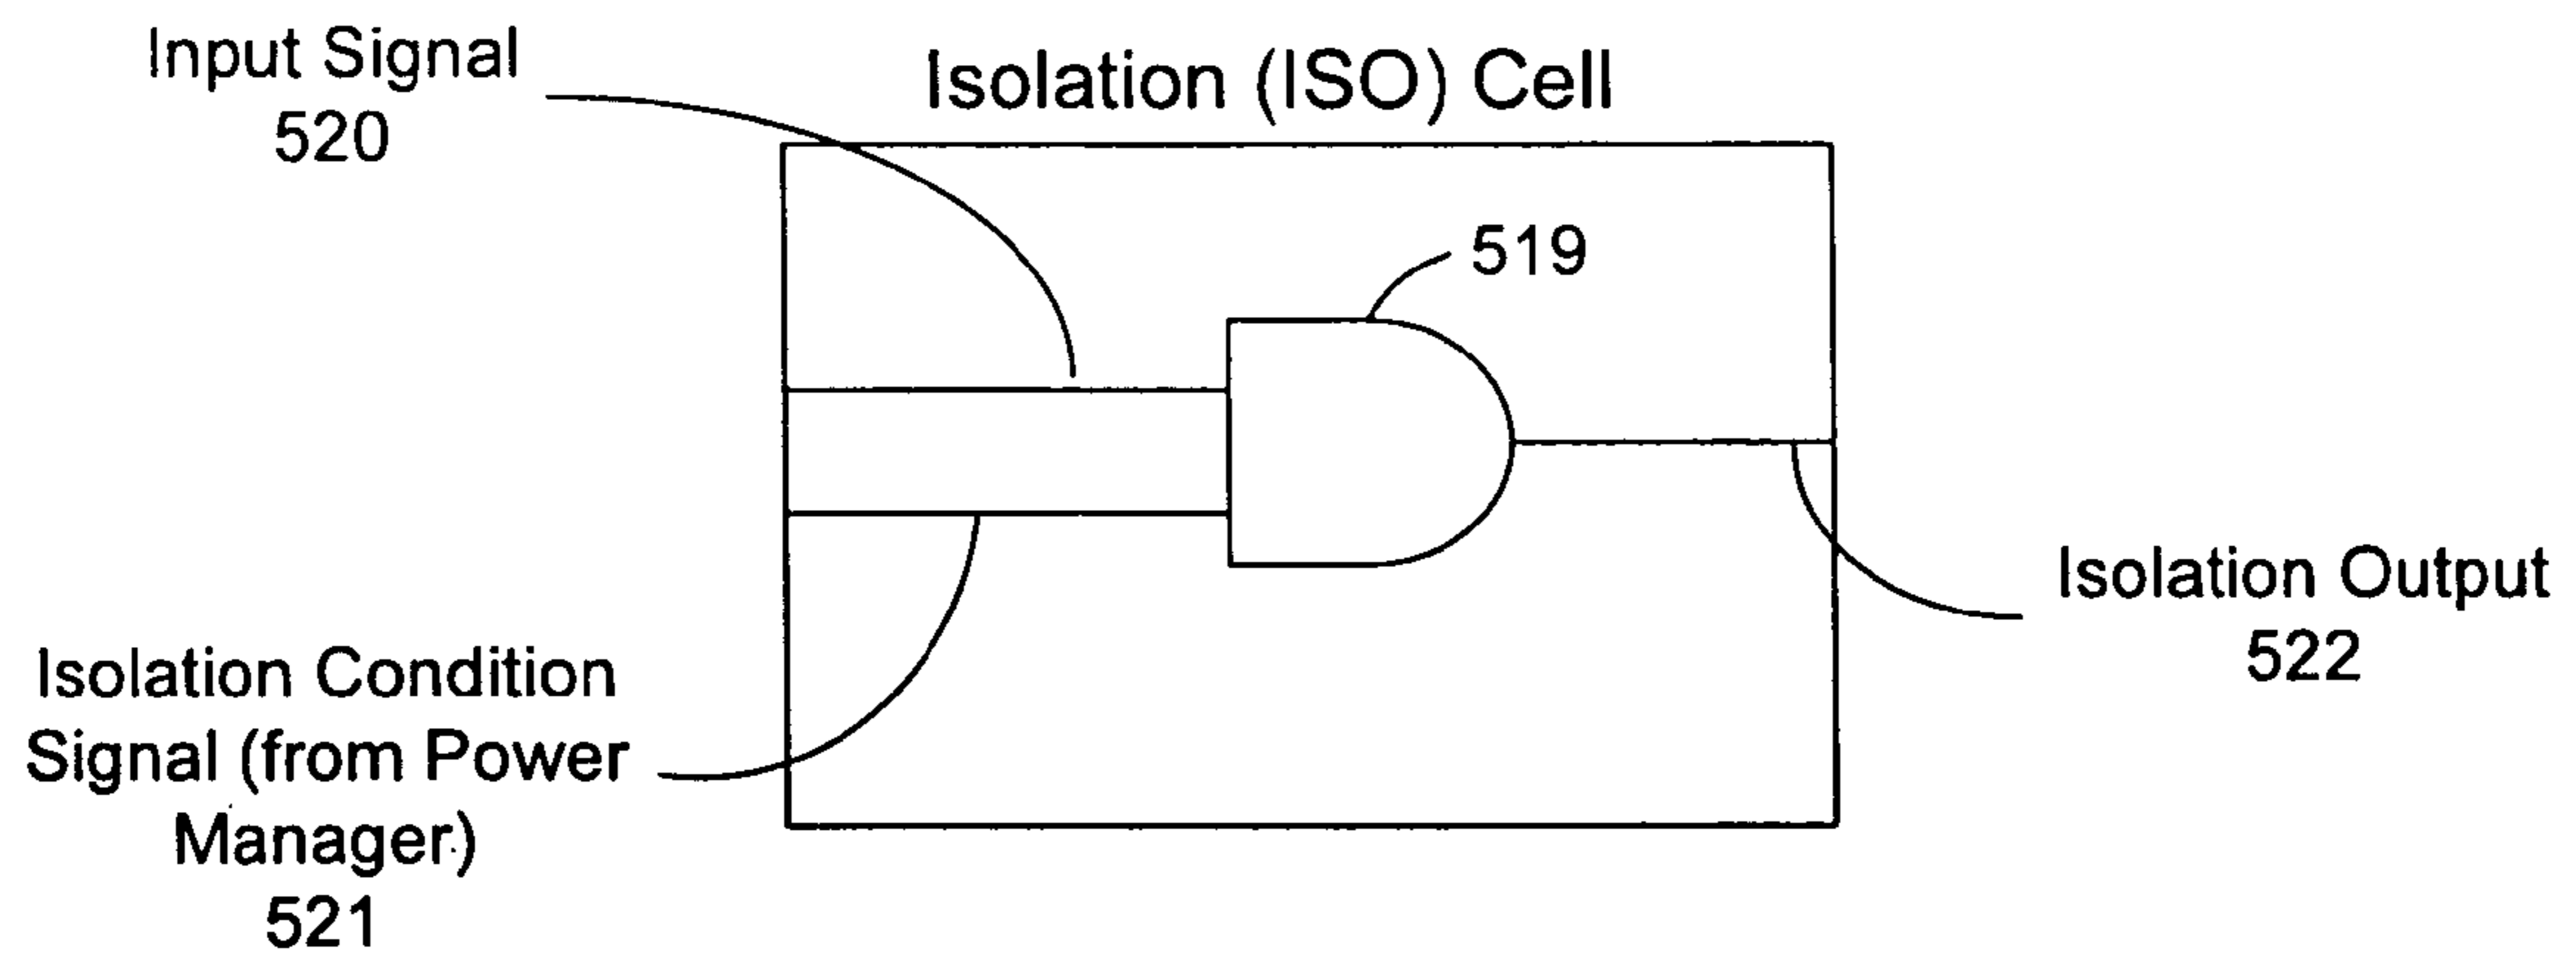 Input Signal
520
Isolation (ISO) Cell
519
Isolation Condition
Signal (from Power
Manager)
521
Isolation Output
522